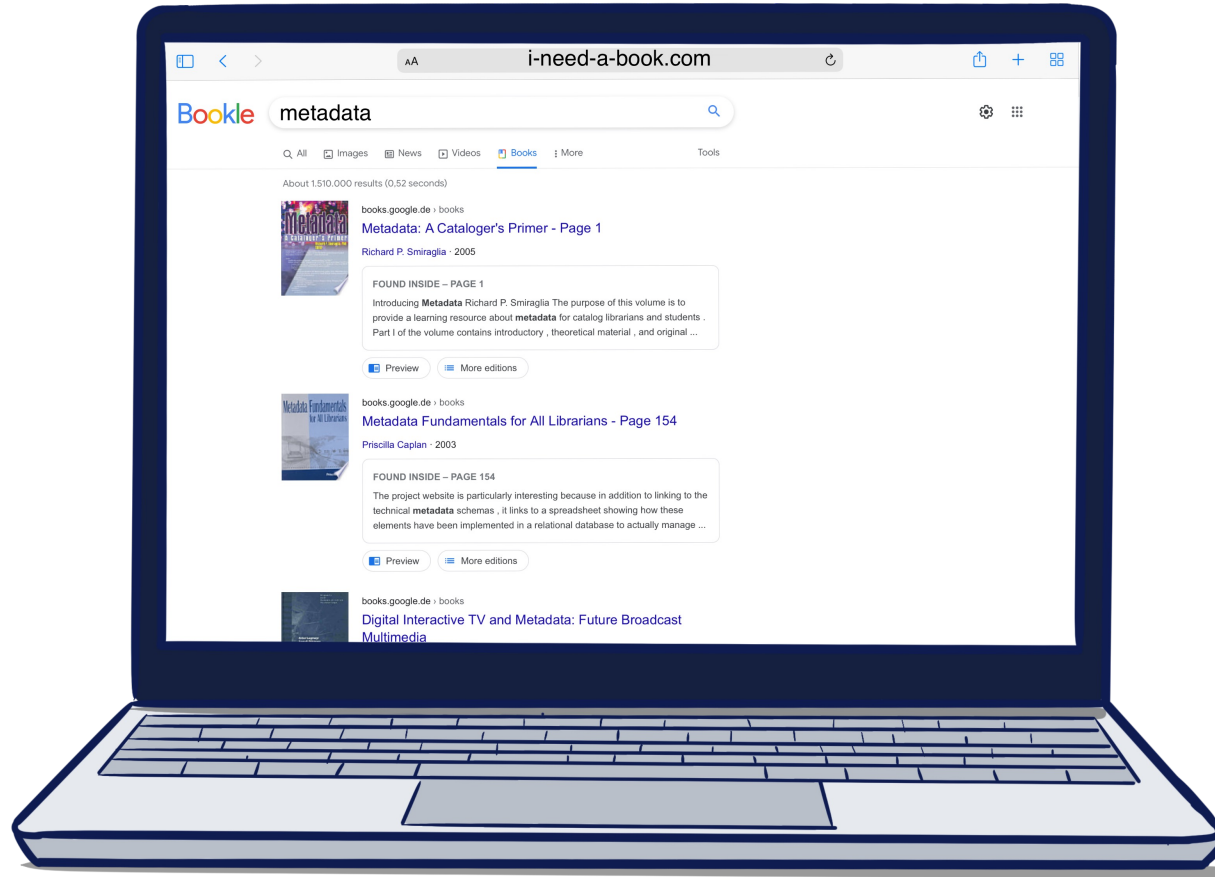 AA i-need-a-book.com
Bookle metadata
All Images News Videos Books More Tools
About 1.510.000 results (0,52 seconds)
Metadata
A Cataloger's Primer
books.google.de › books
Metadata: A Cataloger's Primer - Page 1
Richard P. Smiraglia · 2005
FOUND INSIDE – PAGE 1
Introducing Metadata Richard P. Smiraglia The purpose of this volume is to
provide a learning resource about metadata for catalog librarians and students .
Part I of the volume contains introductory , theoretical material , and original ...
Preview More editions
Metadata Fundamentals
for All Librarians
books.google.de › books
Metadata Fundamentals for All Librarians - Page 154
Priscilla Caplan · 2003
FOUND INSIDE – PAGE 154
The project website is particularly interesting because in addition to linking to the
technical metadata schemas , it links to a spreadsheet showing how these
elements have been implemented in a relational database to actually manage ...
Preview More editions
books.google.de › books
Digital Interactive TV and Metadata: Future Broadcast
Multimedia